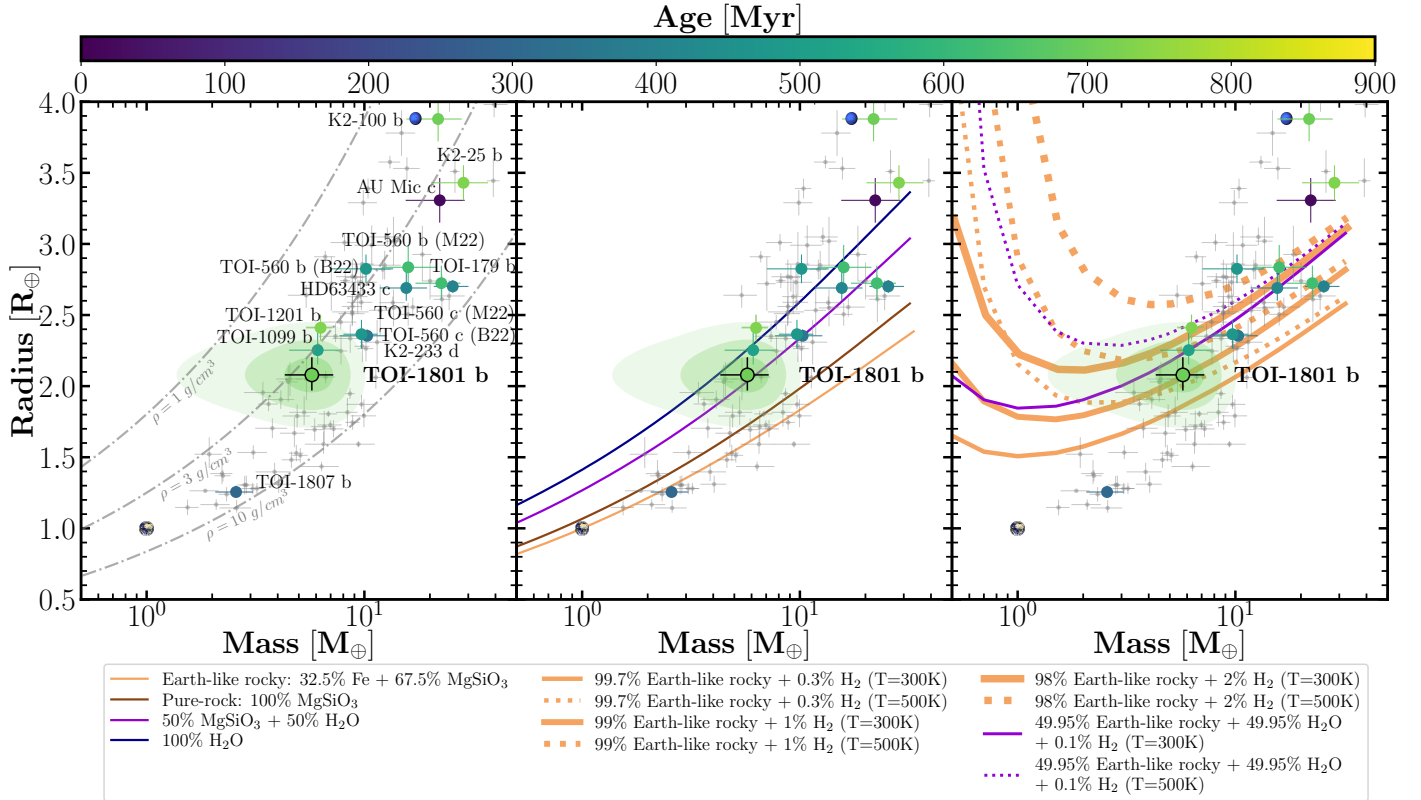 Age [Myr]
0 100 200 300 400 500 600 700 800 900
Radius [R⊕]
4.0
3.5
3.0
2.5
2.0
1.5
1.0
0.5
K2-100 b
K2-25 b
AU Mic c
TOI-560 b (M22)
TOI-560 b (B22)
TOI-179 b
HD63433 c
TOI-1201 b
TOI-560 c (M22)
TOI-1099 b
TOI-560 c (B22)
K2-233 d
TOI-1801 b
TOI-1807 b
ρ = 1 g/cm³
ρ = 3 g/cm³
ρ = 10 g/cm³
TOI-1801 b
TOI-1801 b
10⁰ 10¹ 10⁰ 10¹ 10⁰ 10¹
Mass [M⊕] Mass [M⊕] Mass [M⊕]
Earth-like rocky: 32.5% Fe + 67.5% MgSiO₃
Pure-rock: 100% MgSiO₃
50% MgSiO₃ + 50% H₂O
100% H₂O
99.7% Earth-like rocky + 0.3% H₂ (T=300K)
99.7% Earth-like rocky + 0.3% H₂ (T=500K)
99% Earth-like rocky + 1% H₂ (T=300K)
99% Earth-like rocky + 1% H₂ (T=500K)
98% Earth-like rocky + 2% H₂ (T=300K)
98% Earth-like rocky + 2% H₂ (T=500K)
49.95% Earth-like rocky + 49.95% H₂O
+ 0.1% H₂ (T=300K)
49.95% Earth-like rocky + 49.95% H₂O
+ 0.1% H₂ (T=500K)